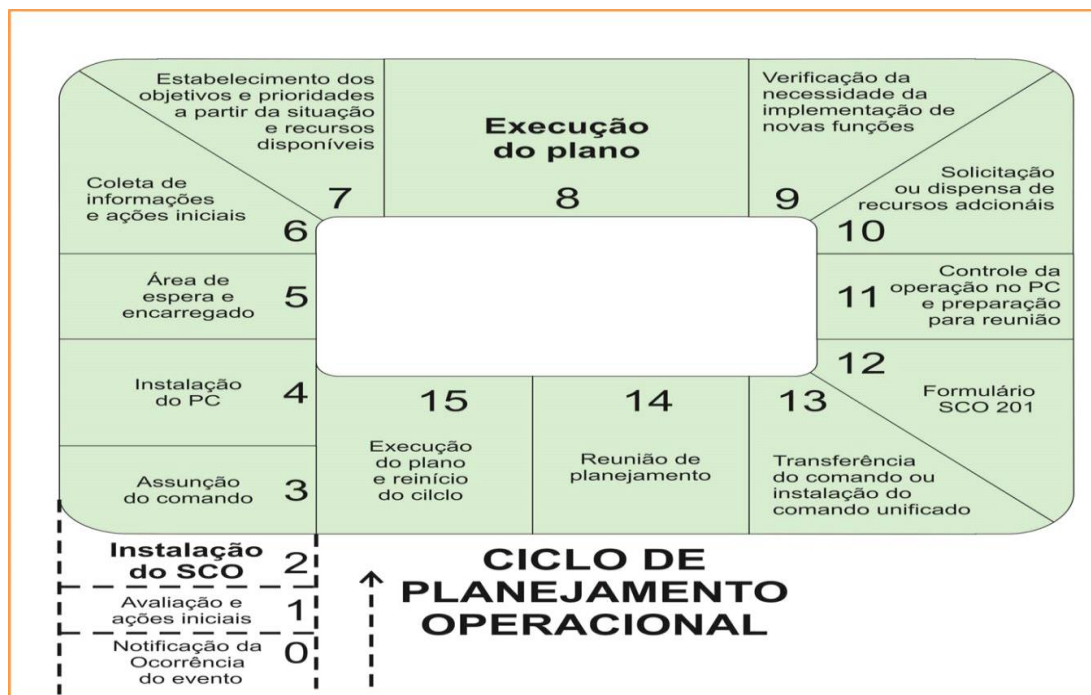 Estabelecimento dos
objetivos e prioridades
a partir da situação
e recursos
disponíveis
7
Execução
do plano
8
Verificação da
necessidade da
implementação de
novas funções
9
Coleta de
informações
e ações iniciais
6
Solicitação
ou dispensa de
recursos adcionáis
10
Área de
espera e
encarregado
5
Controle da
operação no PC
e preparação
para reunião
11
Instalação
do PC
4
12
Formulário
SCO 201
15
Execução
do plano
e reinício
do cilclo
14
Reunião de
planejamento
13
Transferência
do comando ou
instalação do
comando unificado
Assunção
do comando
3
Instalação
do SCO
2
Avaliação e
ações iniciais
1
Notificação da
Ocorrência
do evento
0
CICLO DE
PLANEJAMENTO
OPERACIONAL